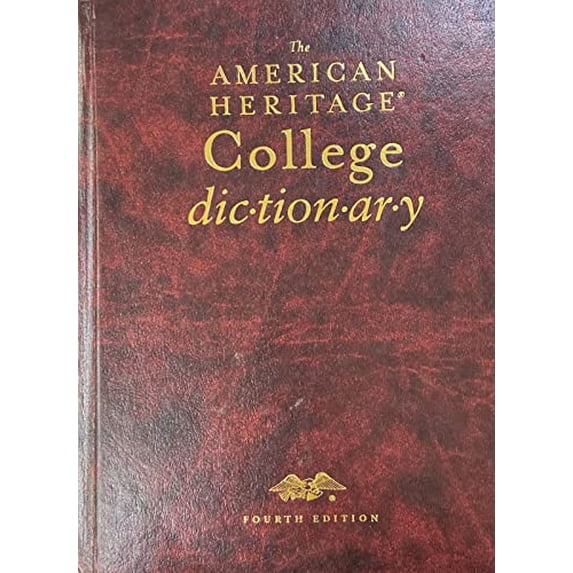 The
AMERICAN
HERITAGE®
College
dic·tion·ar·y
®
FOURTH EDITION